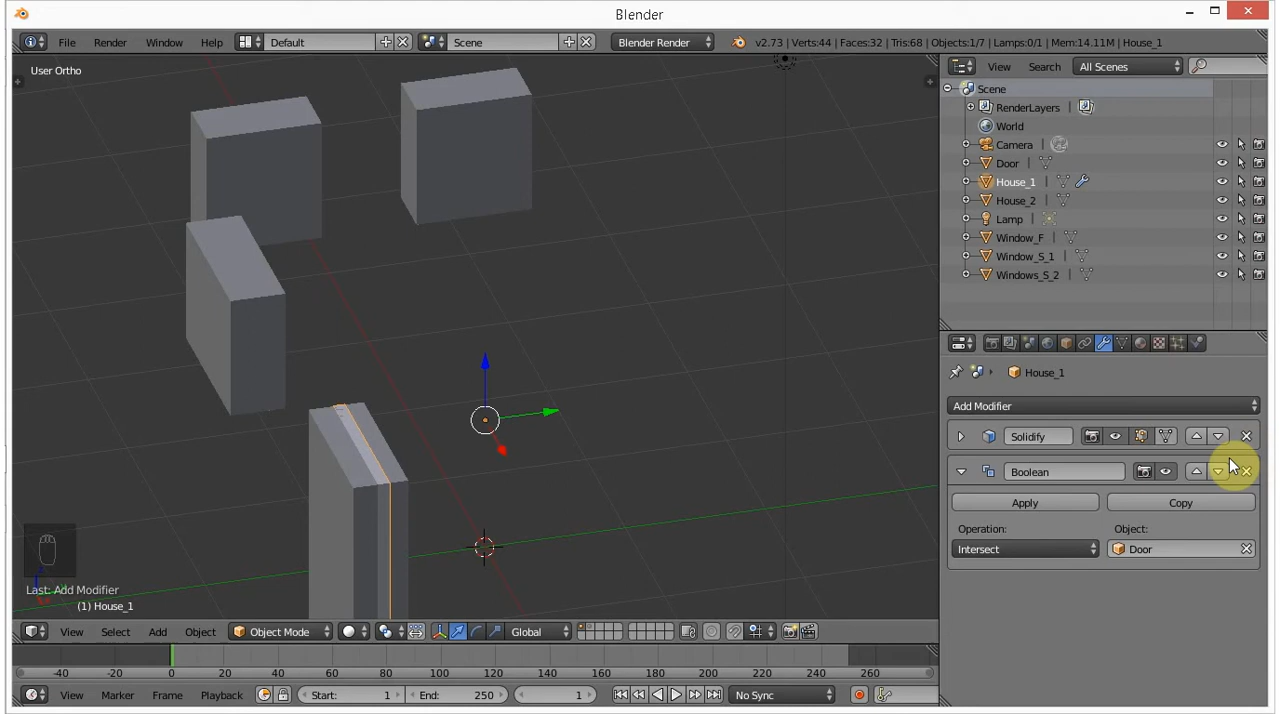 Blender
File Render Window Help Default Scene Blender Render v2.73 | Verts:44 | Faces:32 | Tris:68 | Objects:1/7 | Lamps:0/1 | Mem:14.11M | House_1
User Ortho
View Search All Scenes
Scene
RenderLayers
World
Camera
Door
House_1
House_2
Lamp
Window_F
Window_S_1
Windows_S_2
House_1
Add Modifier
Solidify
Boolean
Apply Copy
Operation: Object:
Intersect Door
Last: Add Modifier
(1) House_1
View Select Add Object Object Mode Global
-40 -20 0 20 40 60 80 100 120 140 160 180 200 220 240 260
View Marker Frame Playback Start: 1 End: 250 1 No Sync